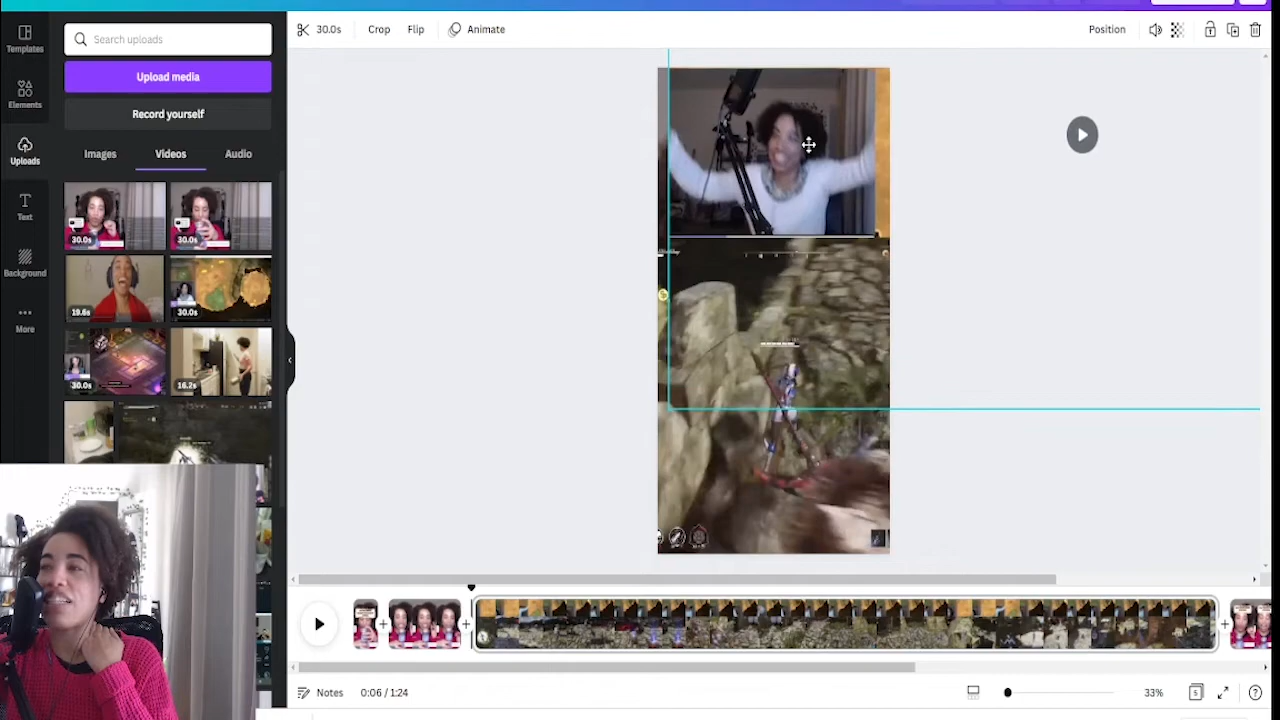 Templates
Elements
Uploads
Text
Background
More
Search uploads
Upload media
Record yourself
Images
Videos
Audio
30.0s
30.0s
19.6s
30.0s
30.0s
16.2s
30.0s
Crop
Flip
Animate
Position
Notes
0:06 / 1:24
33%
5